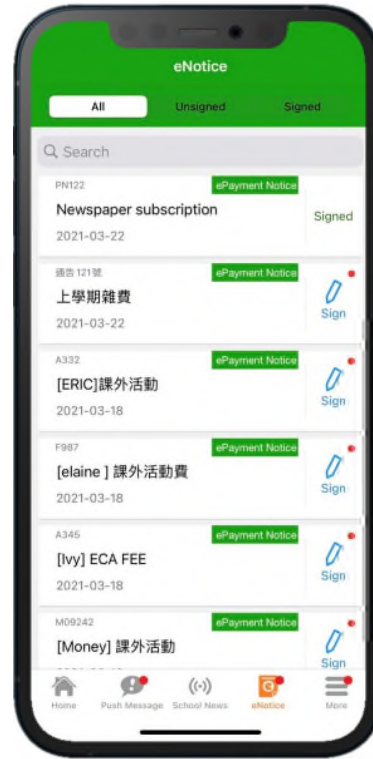 eNotice
All Unsigned Signed
Search
PN122 ePayment Notice
Newspaper subscription
Signed
2021-03-22
通告 121號 ePayment Notice
上學期雜費
Sign
2021-03-22
A332 ePayment Notice
[ERIC]課外活動
Sign
2021-03-18
F987 ePayment Notice
[elaine ] 課外活動費
Sign
2021-03-18
A345 ePayment Notice
[Ivy] ECA FEE
Sign
2021-03-18
M09242 ePayment Notice
[Money] 課外活動
Sign
Home Push Message School News eNotice More